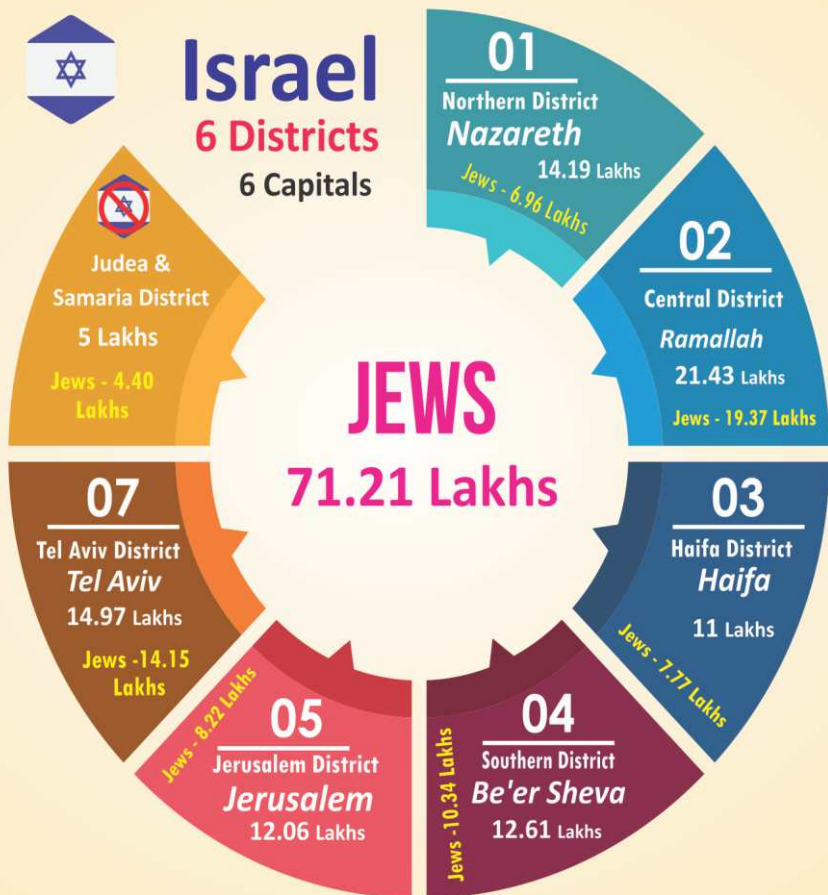 Israel
6 Districts
6 Capitals
01
Northern District
Nazareth
14.19 Lakhs
Jews - 6.96 Lakhs
02
Central District
Ramallah
21.43 Lakhs
Jews - 19.37 Lakhs
03
Haifa District
Haifa
11 Lakhs
Jews - 7.77 Lakhs
04
Southern District
Be'er Sheva
12.61 Lakhs
Jews -10.34 Lakhs
05
Jerusalem District
Jerusalem
12.06 Lakhs
Jews - 8.22 Lakhs
07
Tel Aviv District
Tel Aviv
14.97 Lakhs
Jews -14.15
Lakhs
Judea &
Samaria District
5 Lakhs
Jews - 4.40
Lakhs
JEWS
71.21 Lakhs